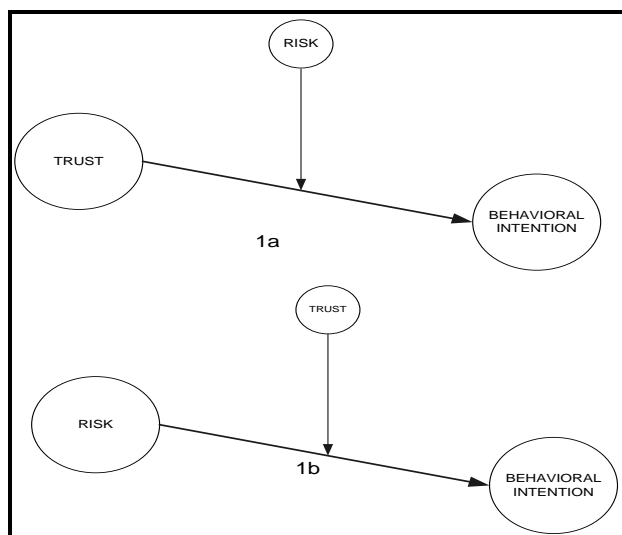 RISK
TRUST
BEHAVIORAL
INTENTION
1a
TRUST
RISK
1b
BEHAVIORAL
INTENTION